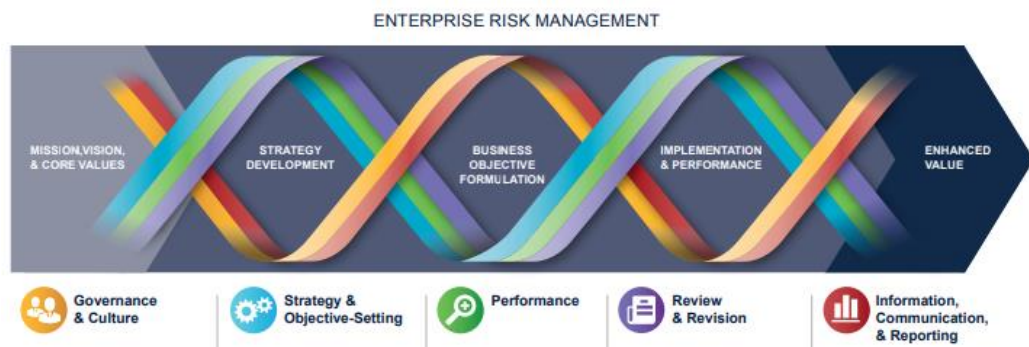 ENTERPRISE RISK MANAGEMENT
MISSION,VISION,
& CORE VALUES
STRATEGY
DEVELOPMENT
BUSINESS
OBJECTIVE
FORMULATION
IMPLEMENTATION
& PERFORMANCE
ENHANCED
VALUE
Governance
& Culture
Strategy &
Objective-Setting
Performance
Review
& Revision
Information,
Communication,
& Reporting